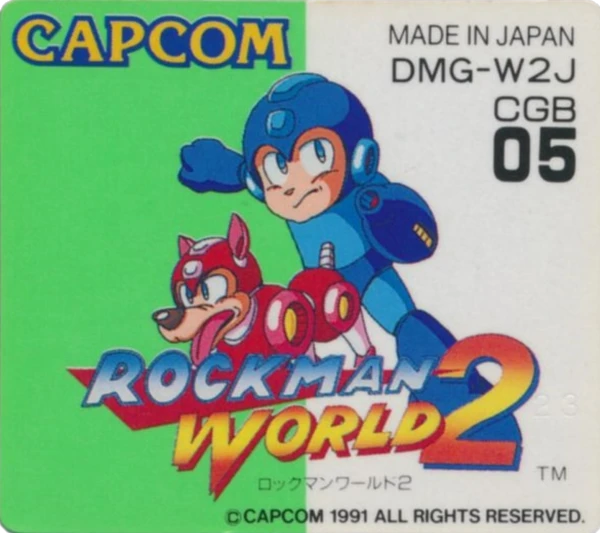 CAPCOM
MADE IN JAPAN
DMG-W2J
CGB
05
ROCKMAN
WORLD 2
23
ロックマンワールド2
TM
©CAPCOM 1991 ALL RIGHTS RESERVED.